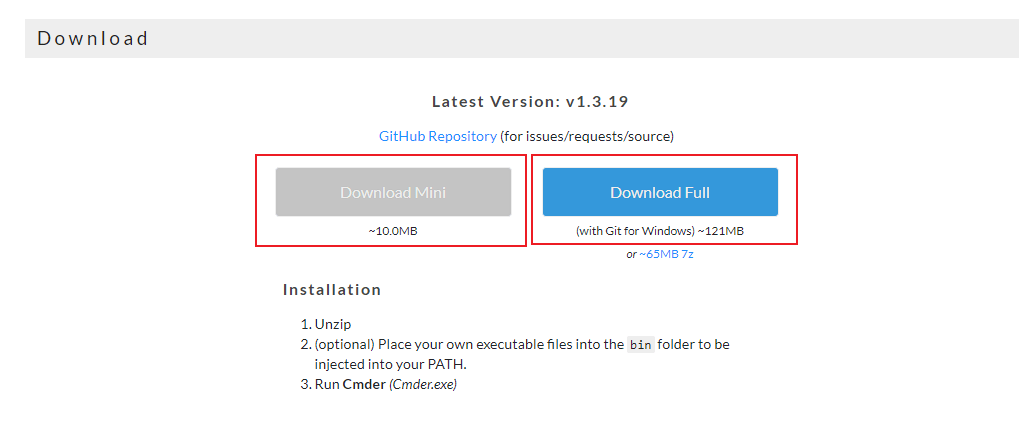 Download
Latest Version: v1.3.19
GitHub Repository (for issues/requests/source)
Download Mini
Download Full
~10.0MB
(with Git for Windows) ~121MB
or ~65MB 7z
Installation
1. Unzip
2. (optional) Place your own executable files into the bin folder to be
injected into your PATH.
3. Run Cmder (Cmder.exe)